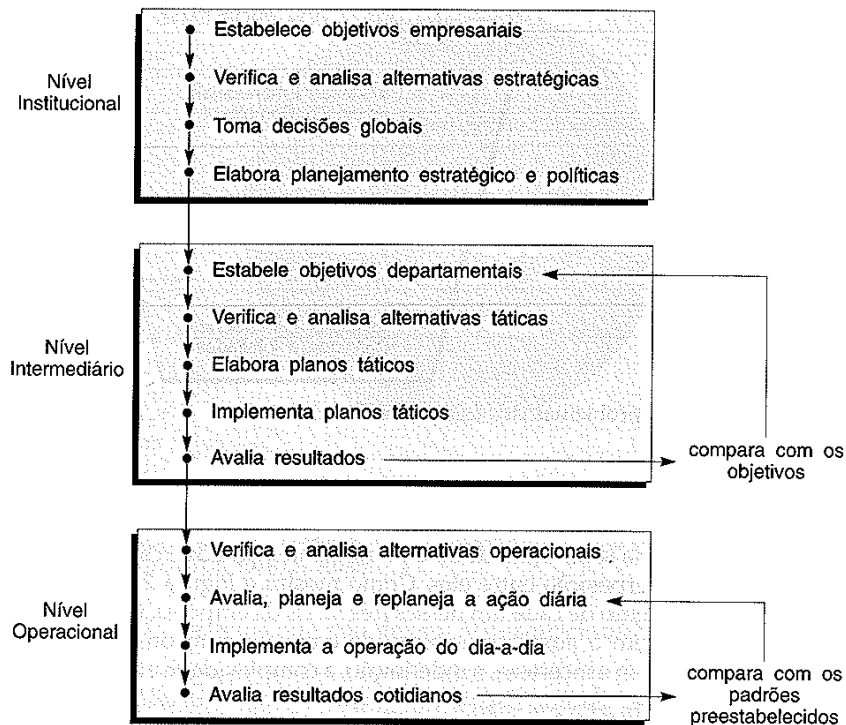 Nível
Institucional
Estabelece objetivos empresariais
Verifica e analisa alternativas estratégicas
Toma decisões globais
Elabora planejamento estratégico e políticas
Nível
Intermediário
Estabele objetivos departamentais
Verifica e analisa alternativas táticas
Elabora planos táticos
Implementa planos táticos
Avalia resultados
compara com os
objetivos
Nível
Operacional
Verifica e analisa alternativas operacionais
Avalia, planeja e replaneja a ação diária
Implementa a operação do dia-a-dia
Avalia resultados cotidianos
compara com os
padrões
preestabelecidos